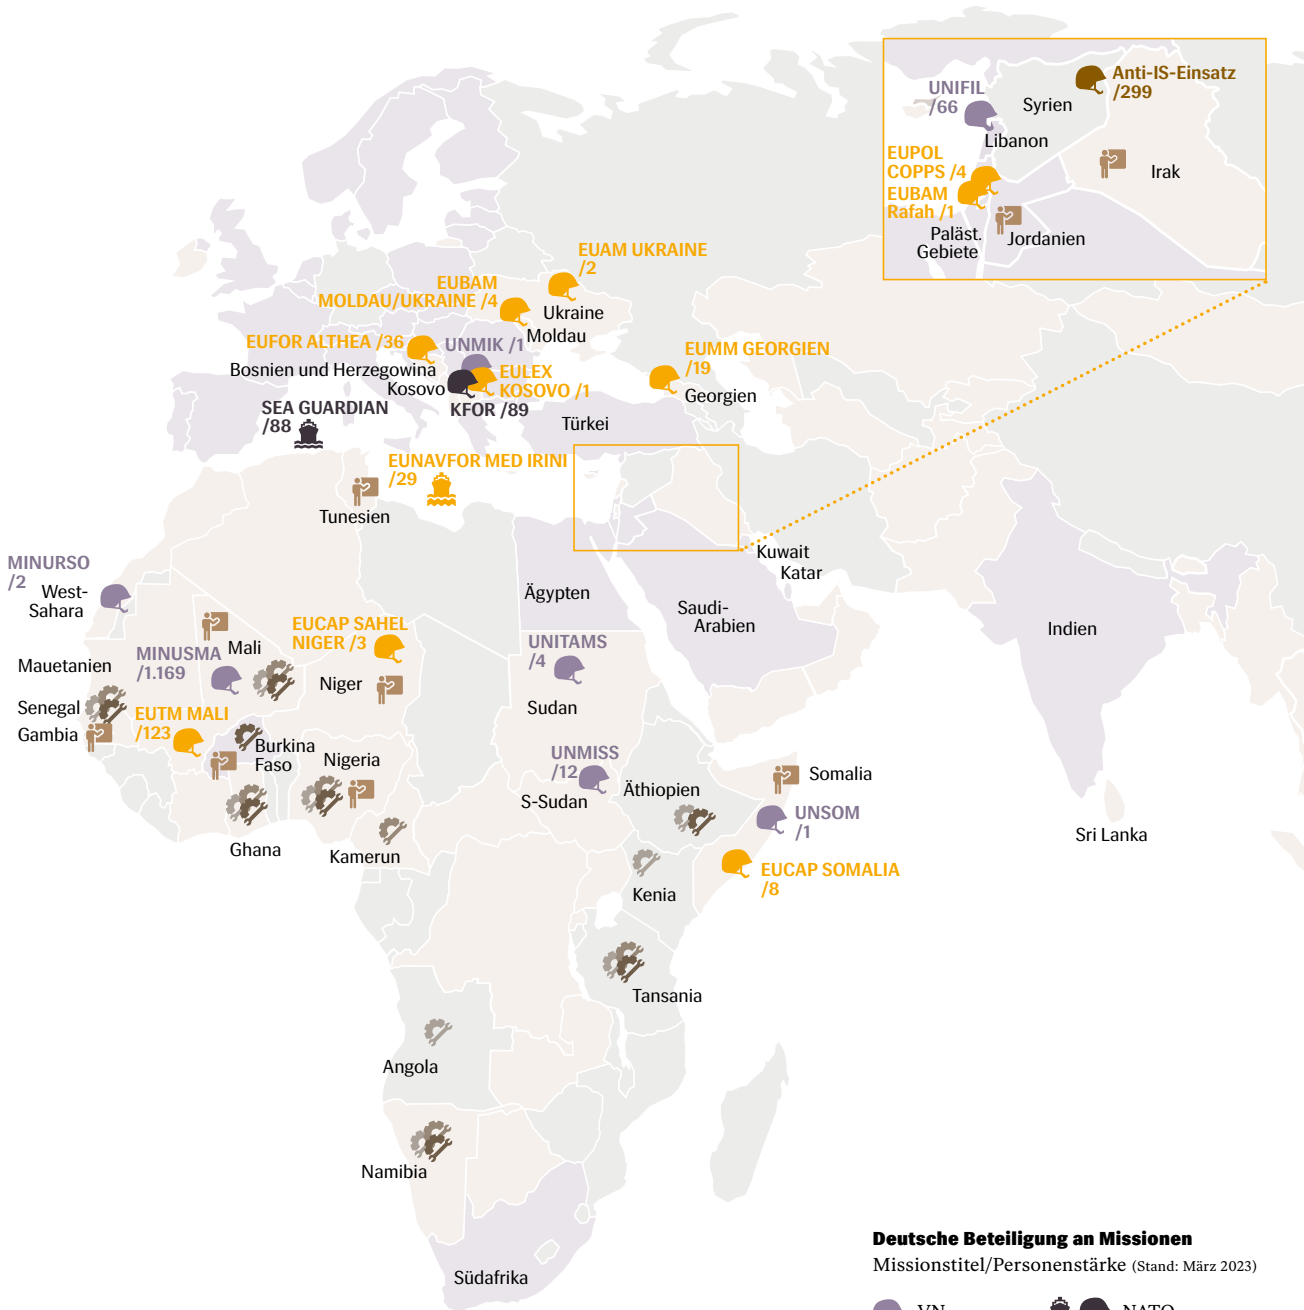 Anti-IS-Einsatz
/299
UNIFIL
/66
Syrien
Libanon
EUPOL
COPPS /4
EUBAM
Rafah /1
Irak
Paläst.
Gebiete
Jordanien
EUAM UKRAINE
/2
EUBAM
MOLDAU/UKRAINE /4
Ukraine
Moldau
EUFOR ALTHEA /36
UNMIK /1
Bosnien und Herzegowina
Kosovo
EULEX
KOSOVO /1
KFOR /89
EUMM GEORGIEN
/19
Georgien
SEA GUARDIAN
/88
Türkei
EUNAVFOR MED IRINI
/29
Tunesien
Kuwait
Katar
MINURSO
/2
West-
Sahara
Ägypten
Saudi-
Arabien
Indien
EUCAP SAHEL
NIGER /3
Mali
MINUSMA
/1.169
UNITAMS
/4
Mauetanien
Niger
Senegal
Gambia
EUTM MALI
/123
Sudan
Burkina
Faso
Nigeria
UNMISS
/12
S-Sudan
Äthiopien
Somalia
UNSOM
/1
Sri Lanka
Ghana
Kamerun
EUCAP SOMALIA
/8
Kenia
Tansania
Angola
Namibia
Südafrika
Deutsche Beteiligung an Missionen
Missionstitel/Personenstärke (Stand: März 2023)
VN
NATO